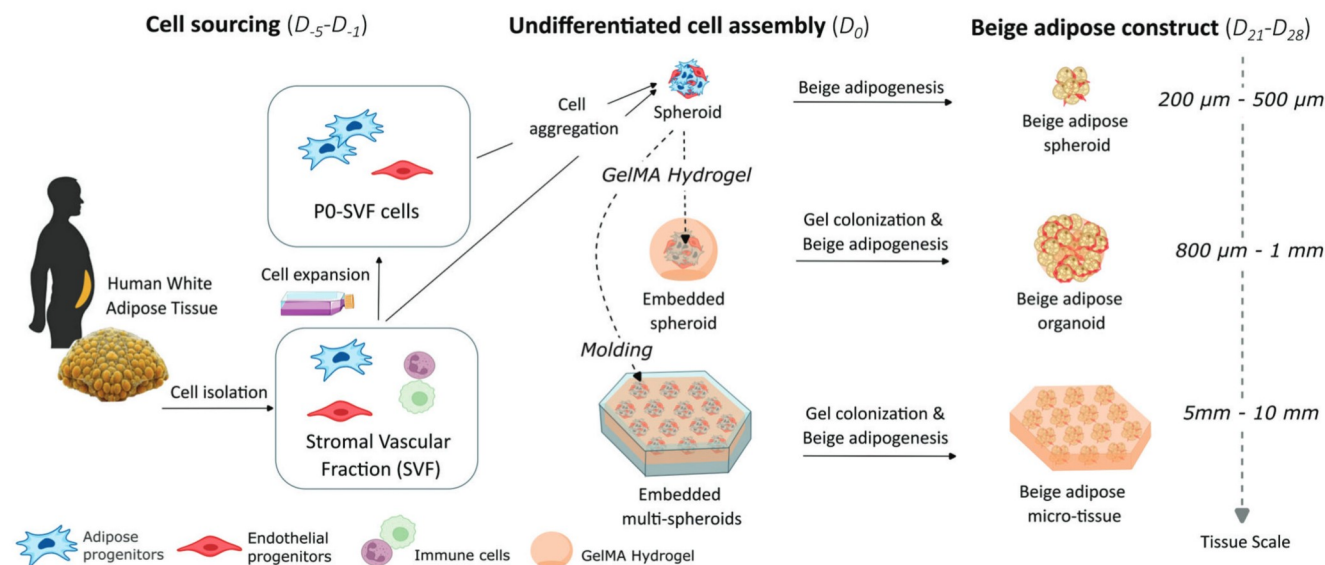 Cell sourcing (D-5-D-1)
Undifferentiated cell assembly (D0)
Beige adipose construct (D21-D28)
Human White
Adipose Tissue
Cell isolation
P0-SVF cells
Cell expansion
Stromal Vascular
Fraction (SVF)
Cell
aggregation
Spheroid
GelMA Hydrogel
Embedded
spheroid
Molding
Embedded
multi-spheroids
Beige adipogenesis
Gel colonization &
Beige adipogenesis
Gel colonization &
Beige adipogenesis
Beige adipose
spheroid
Beige adipose
organoid
Beige adipose
micro-tissue
200 µm - 500 µm
800 µm - 1 mm
5mm - 10 mm
Tissue Scale
Adipose
progenitors
Endothelial
progenitors
Immune cells
GelMA Hydrogel